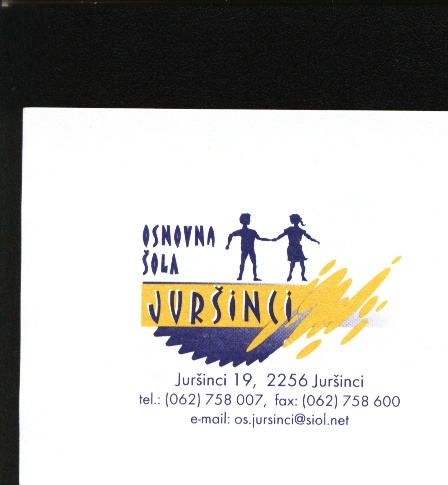 OSNOVNA
ŠOLA
JURŠiNCi
Juršinci 19, 2256 Juršinci
tel.: (062) 758 007, fax: (062) 758 600
e-mail: os.jursinci@siol.net